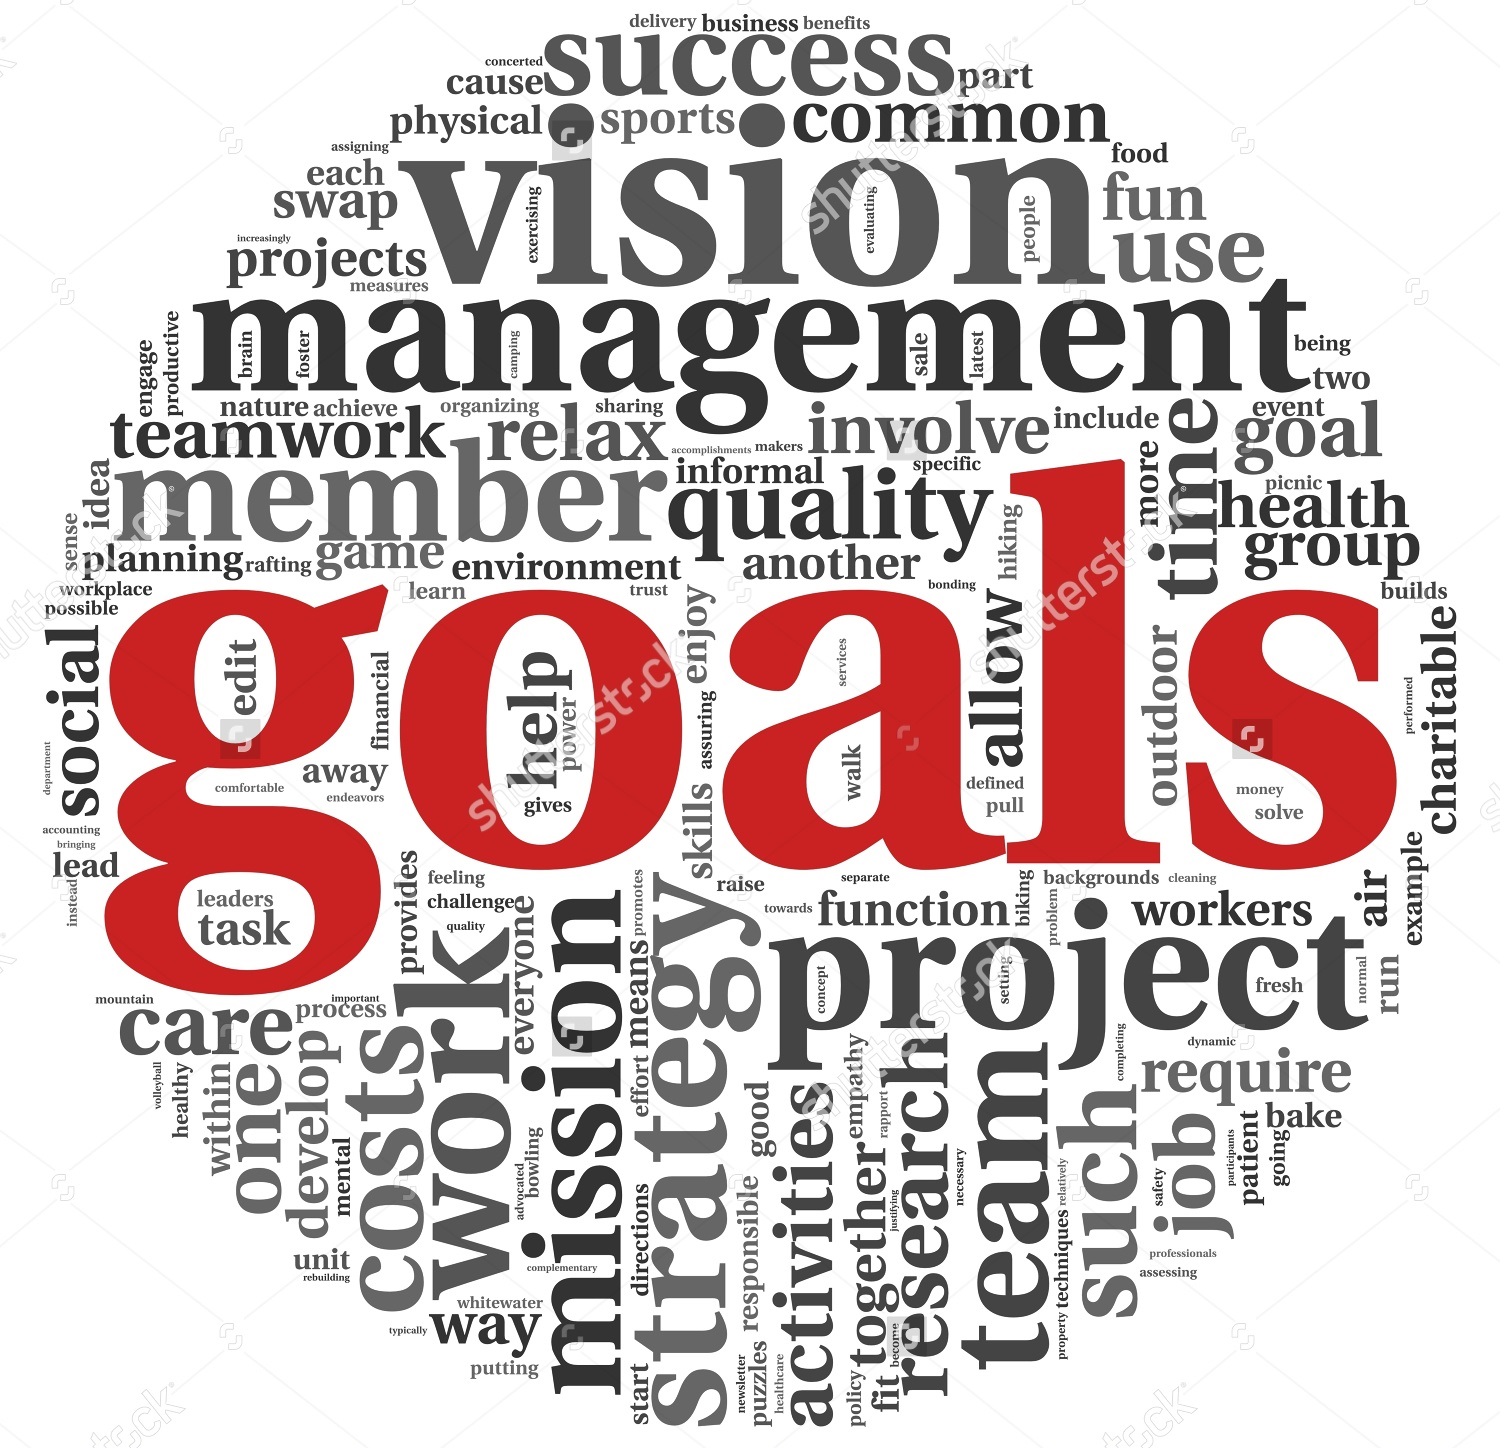 delivery business benefits
success
concerted
cause
part
physical
sports
common
assigning
food
each
vision
swap
exercising
evaluating
people
fun
increasingly
projects
use
measures
management
engage
productive
brain
foster
camping
sale
latest
being
two
nature achieve
organizing
sharing
include
event
teamwork
relax
involve
goal
accomplishments
makers
time
more
member
informal
specific
idea
quality
picnic
health
sense
hiking
group
planning
rafting
game
environment
another
workplace
learn
trust
bonding
builds
possible
goals
social
edit
financial
help
power
enjoy
assuring
services
allow
outdoor
performed
charitable
department
away
walk
comfortable
endeavors
gives
defined
pull
money
solve
skills
accounting
bringing
lead
example
instead
leaders
task
provides
feeling
challenge
quality
everyone
promotes
raise
separate
towards
function
biking
backgrounds
cleaning
problem
workers
air
mountain
important
process
care
work
mission
means
strategy
project
concept
setting
fresh
normal
run
volleyball
healthy
within
one
develop
mental
costs
effort
empathy
rapport
good
completing
dynamic
require
bake
research
team
such
job
advocated
bowling
directions
responsible
activities
together
justifying
necessary
relatively
safety
participants
patient
going
unit
rebuilding
complementary
techniques
professionals
assessing
whitewater
typically
way
putting
start
newsletter
puzzles
healthcare
policy
fit
become
property
shutterstock
shutterstock
shutterstock
shutterstock
shutterstock